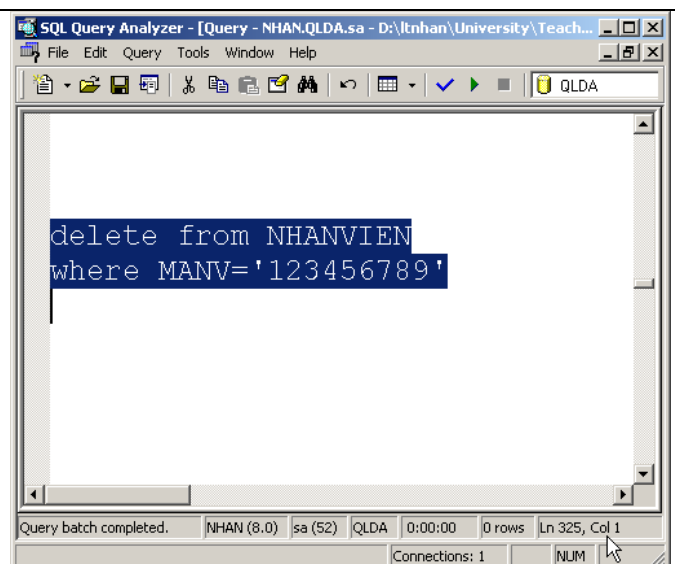 SQL Query Analyzer - [Query - NHAN.QLDA.sa - D:\ltnhan\University\Teach...
File Edit Query Tools Window Help
QLDA
delete from NHANVIEN
where MANV='123456789'
Query batch completed. NHAN (8.0) sa (52) QLDA 0:00:00 0 rows Ln 325, Col 1
Connections: 1 NUM